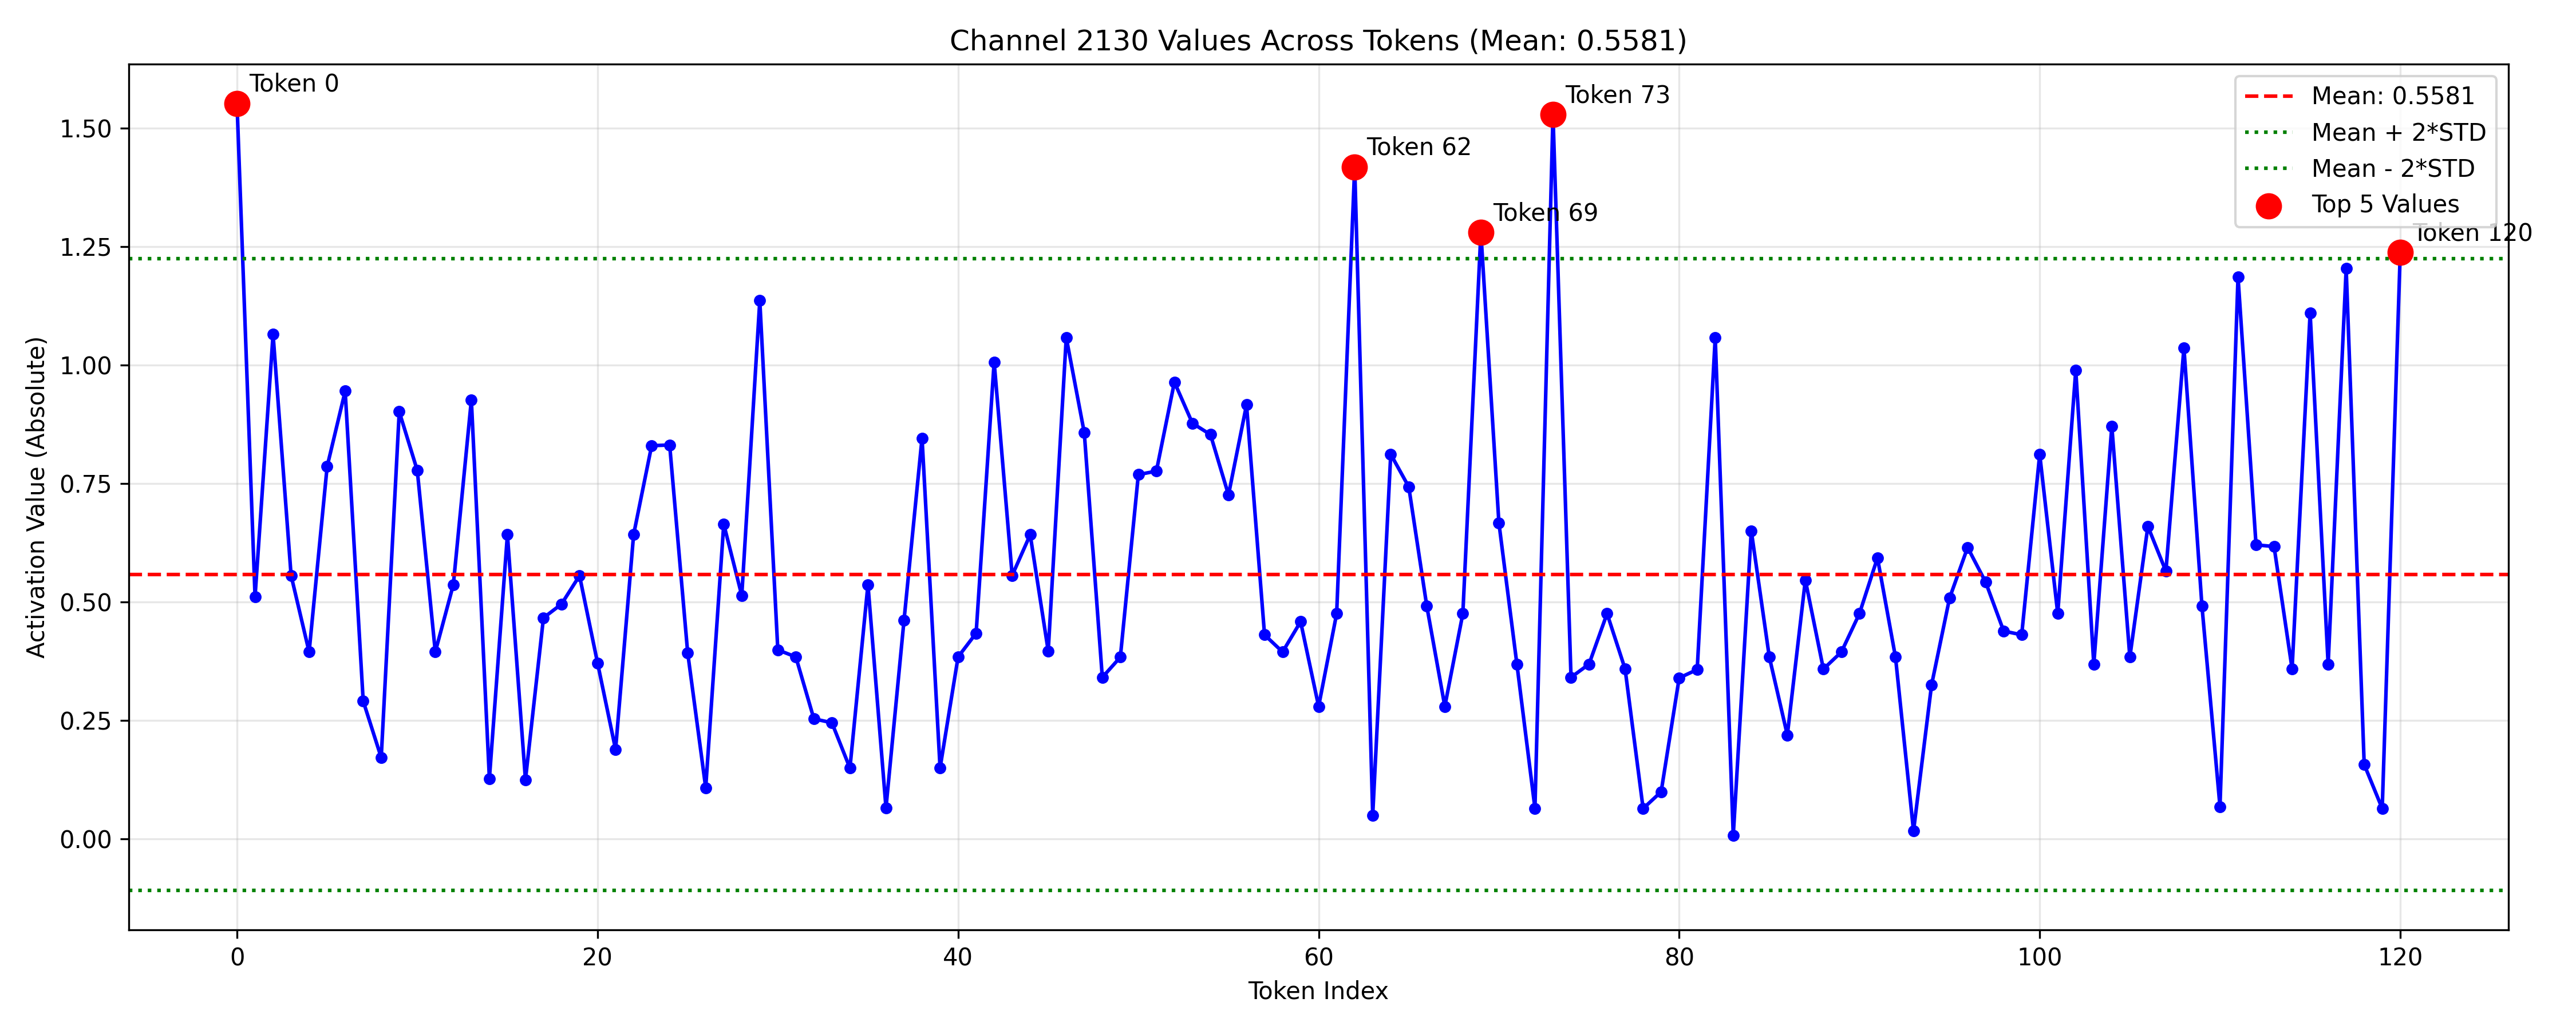 Channel 2130 Values Across Tokens (Mean: 0.5581)
Token 0
Token 62
Token 69
Token 73
Token 120
Mean: 0.5581
Mean + 2*STD
Mean - 2*STD
Top 5 Values
Activation Value (Absolute)
1.50
1.25
1.00
0.75
0.50
0.25
0.00
0
20
40
60
80
100
120
Token Index